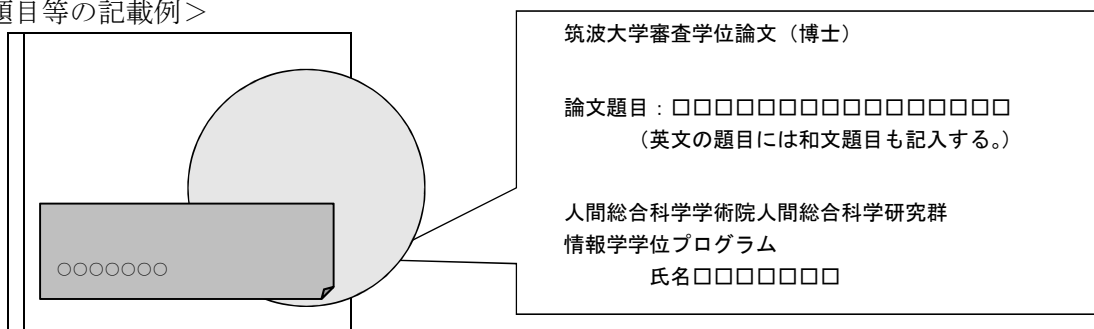 題目等の記載例＞
筑波大学審査学位論文（博士）
論文題目：□□□□□□□□□□□□□□□□
（英文の題目には和文題目も記入する。）
人間総合科学学術院人間総合科学研究群
情報学学位プログラム
氏名□□□□□□□
○○○○○○○